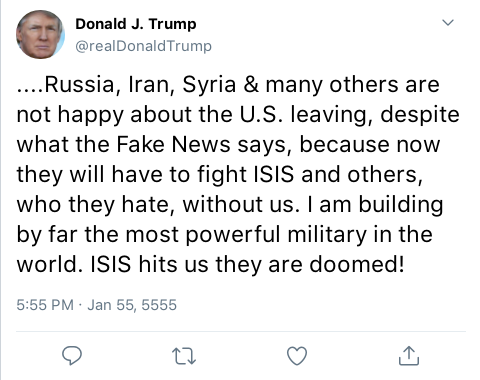 Donald J. Trump
@realDonaldTrump
....Russia, Iran, Syria & many others are
not happy about the U.S. leaving, despite
what the Fake News says, because now
they will have to fight ISIS and others,
who they hate, without us. I am building
by far the most powerful military in the
world. ISIS hits us they are doomed!
5:55 PM · Jan 55, 5555